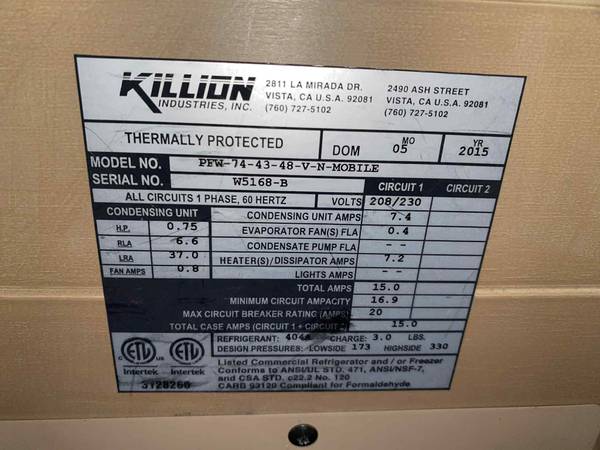 KILLION
INDUSTRIES, INC.
2811 LA MIRADA DR.
VISTA, CA U.S.A. 92081
(760) 727-5102
2490 ASH STREET
VISTA, CA U.S.A. 92081
(760) 727-5102
THERMALLY PROTECTED DOM MO 05 YR 2015
MODEL NO. PFW-74-43-48-V-N-MOBILE
SERIAL NO. W5168-B CIRCUIT 1 CIRCUIT 2
ALL CIRCUITS 1 PHASE, 60 HERTZ VOLTS 208/230
CONDENSING UNIT
H.P. 0.75
RLA 6.6
LRA 37.0
FAN AMPS 0.8
CONDENSING UNIT AMPS 7.4
EVAPORATOR FAN(S) FLA 0.4
CONDENSATE PUMP FLA --
HEATER(S)/DISSIPATOR AMPS 7.2
LIGHTS AMPS --
TOTAL AMPS 15.0
MINIMUM CIRCUIT AMPACITY 16.9
MAX CIRCUIT BREAKER RATING (AMPS) 20
TOTAL CASE AMPS (CIRCUIT 1 + CIRCUIT 2) 15.0
REFRIGERANT: CHARGE: 3.0 LBS.
DESIGN PRESSURES: LOWSIDE 173 HIGHSIDE 330
C ETL US
Intertek
ETL
Intertek
3128260
Listed Commercial Refrigerator and / or Freezer
Conforms to ANSI/UL STD. 471, ANSI/NSF-7,
and CSA STD. c22.2 No. 120
CARB 93120 Compliant for Formaldehyde